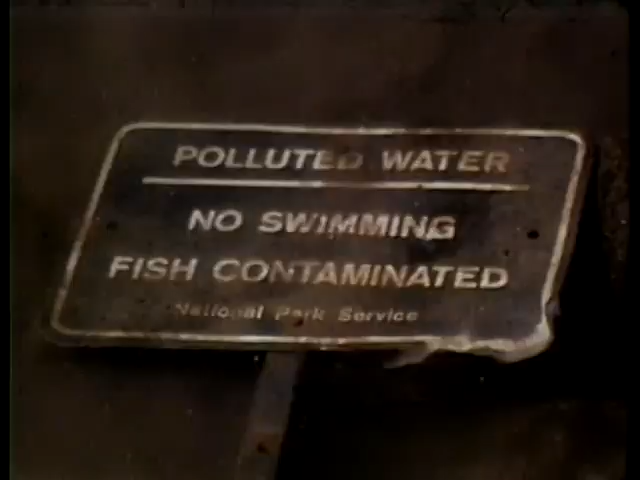 POLLUTED WATER
NO SWIMMING
FISH CONTAMINATED
National Park Service